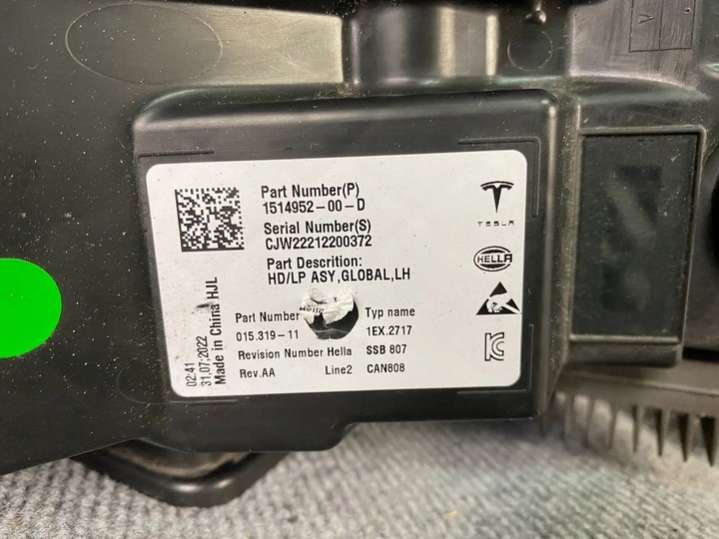 Part Number(P)
1514952-00-D
Serial Number(S)
CJW22212200372
Part Descrition:
HD/LP ASY,GLOBAL,LH
Part Number Hella
Typ name
015.319-11
1EX.2717
Revision Number Hella
SSB 807
Rev.AA
Line2
CAN808
02:41
31.07.2022
Made in China HJL
TESLA
HELLA
V